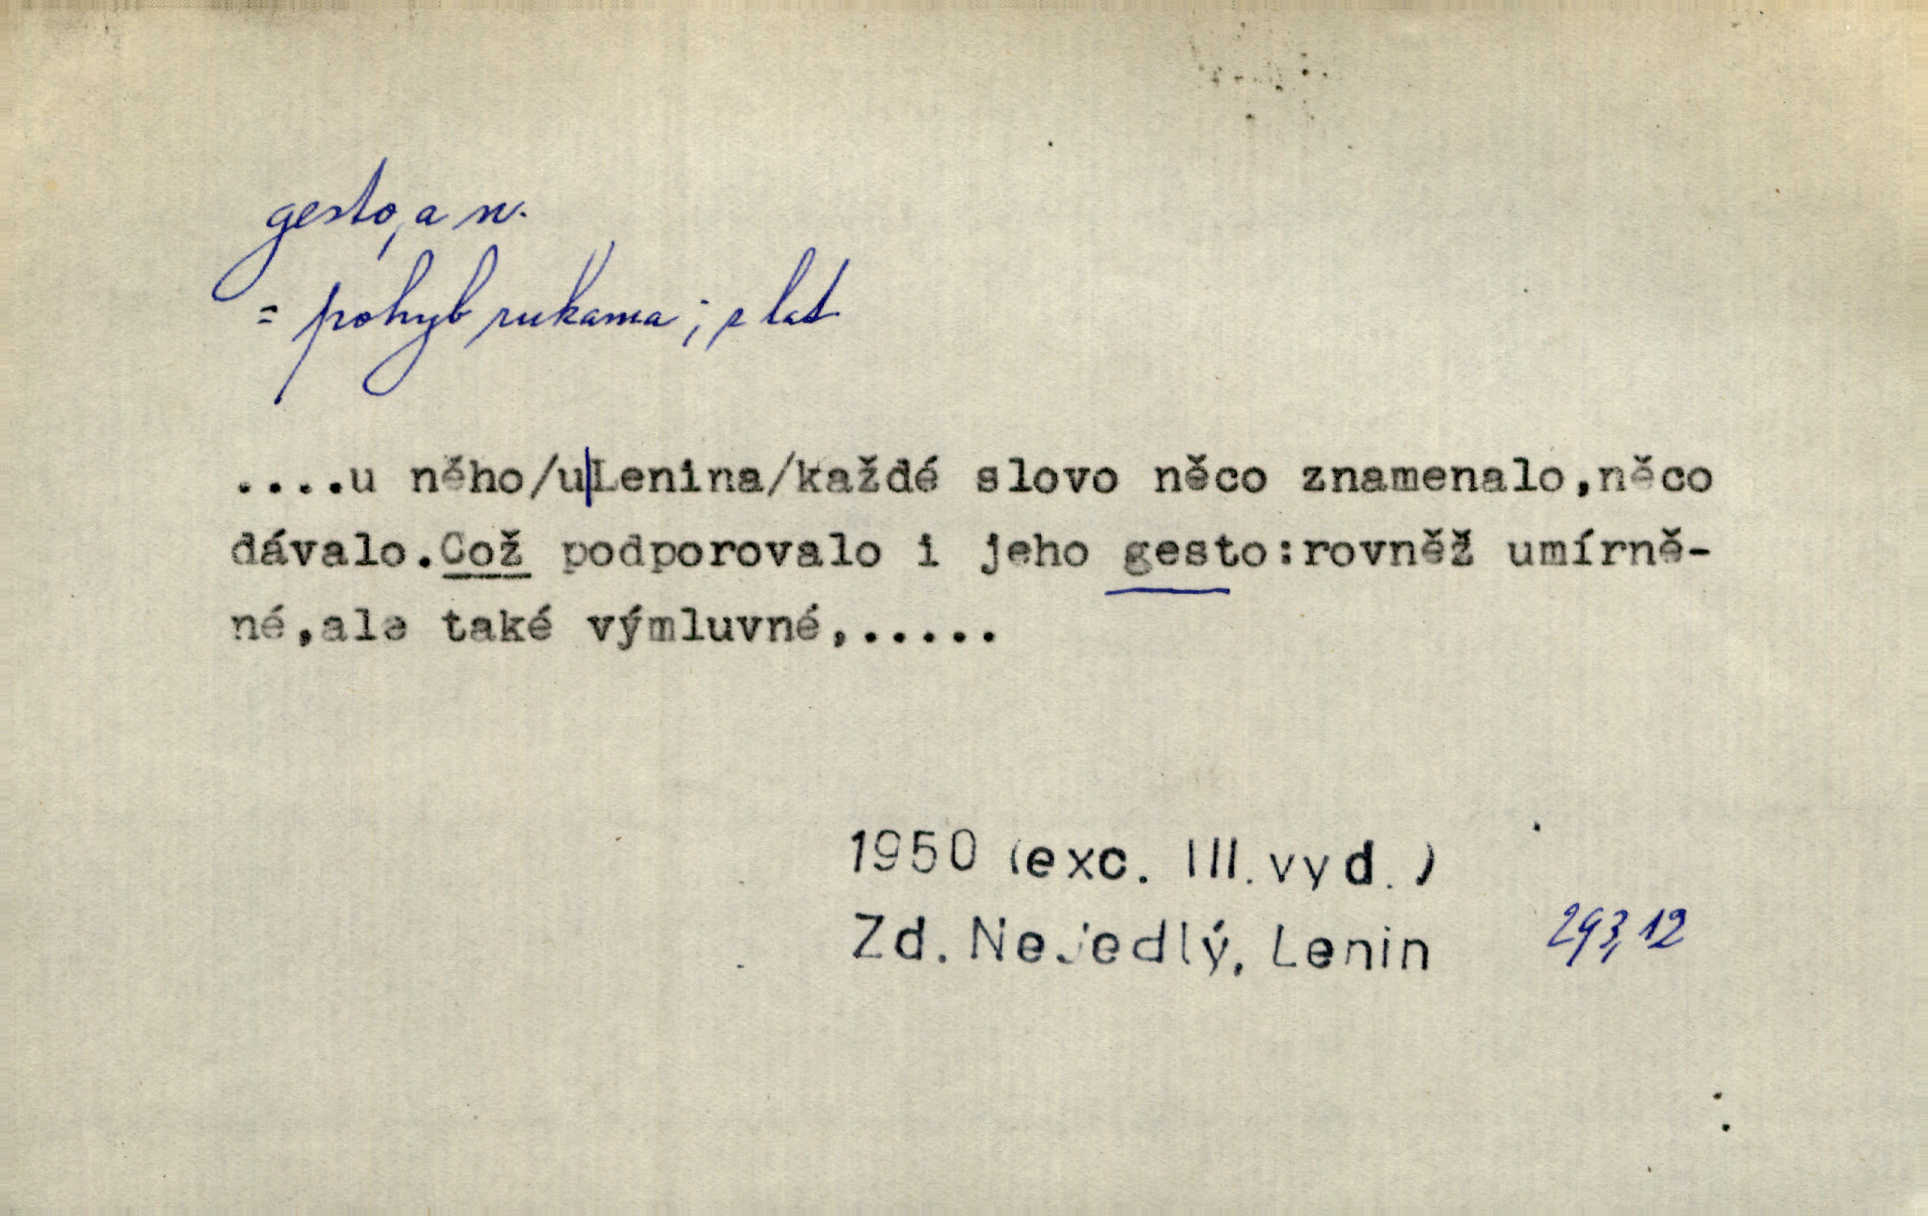 gesto, a n.
= pohyb rukama; z lat
....u něho/u|Lenina/každé slovo něco znamenalo,něco
dávalo.Což podporovalo i jeho gesto:rovněž umírně-
né,ale také výmluvné,.....
1950 (exc. III. vyd.)
Zd. Nejedlý, Lenin
293,12